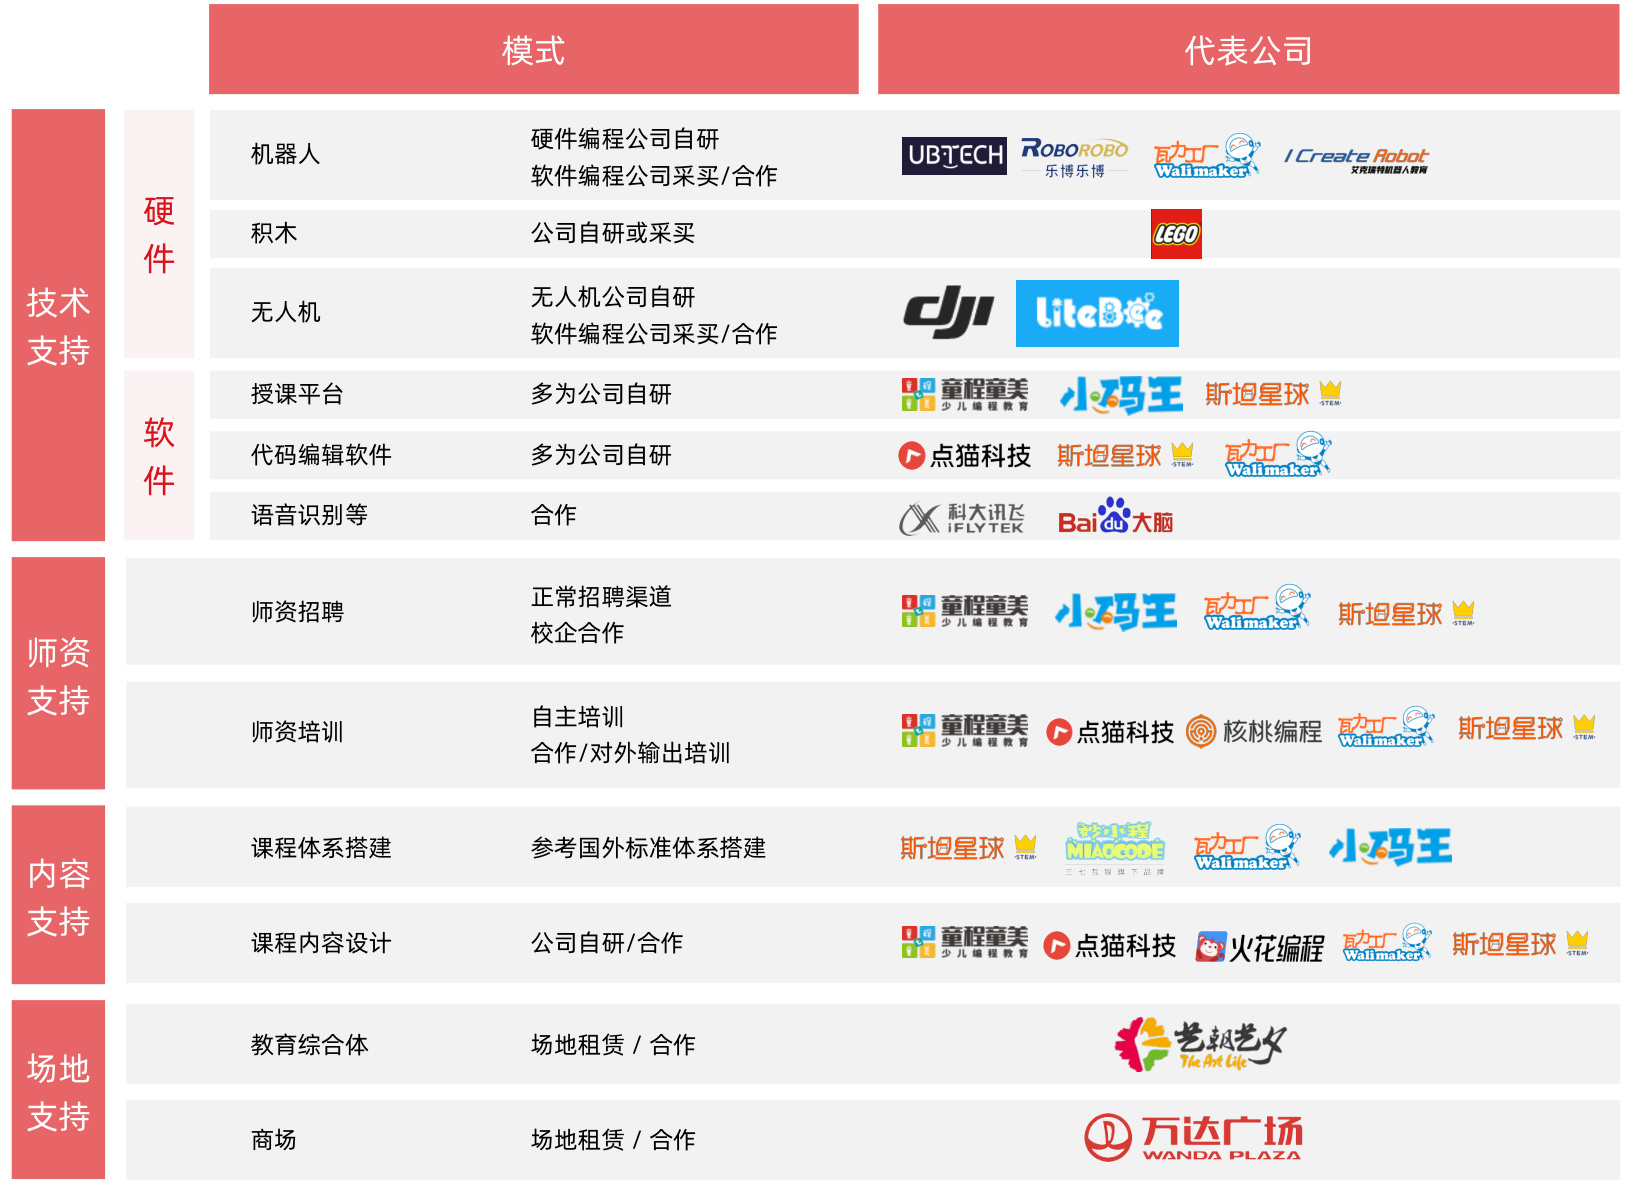 模式
代表公司
技术
支持
硬
件
机器人
硬件编程公司自研
软件编程公司采买/合作
UBTECH
ROBOROBO
乐博乐博
瓦力工厂
Walimaker
I Create Robot
艾克瑞特机器人教育
积木
公司自研或采买
LEGO
无人机
无人机公司自研
软件编程公司采买/合作
dji
LiteBee
软
件
授课平台
多为公司自研
童程童美
少儿编程教育
小码王
斯坦星球
·STEM·
代码编辑软件
多为公司自研
点猫科技
斯坦星球
·STEM·
瓦力工厂
Walimaker
语音识别等
合作
科大讯飞
iFLYTEK
Baidu大脑
师资
支持
师资招聘
正常招聘渠道
校企合作
童程童美
少儿编程教育
小码王
瓦力工厂
Walimaker
斯坦星球
·STEM·
师资培训
自主培训
合作/对外输出培训
童程童美
少儿编程教育
点猫科技
核桃编程
瓦力工厂
Walimaker
斯坦星球
·STEM·
内容
支持
课程体系搭建
参考国外标准体系搭建
斯坦星球
·STEM·
妙小程
MIAOCODE
三七互娱旗下品牌
瓦力工厂
Walimaker
小码王
课程内容设计
公司自研/合作
童程童美
少儿编程教育
点猫科技
火花编程
瓦力工厂
Walimaker
斯坦星球
·STEM·
场地
支持
教育综合体
场地租赁 / 合作
艺朝艺夕
The Art Life
商场
场地租赁 / 合作
万达广场
WANDA PLAZA